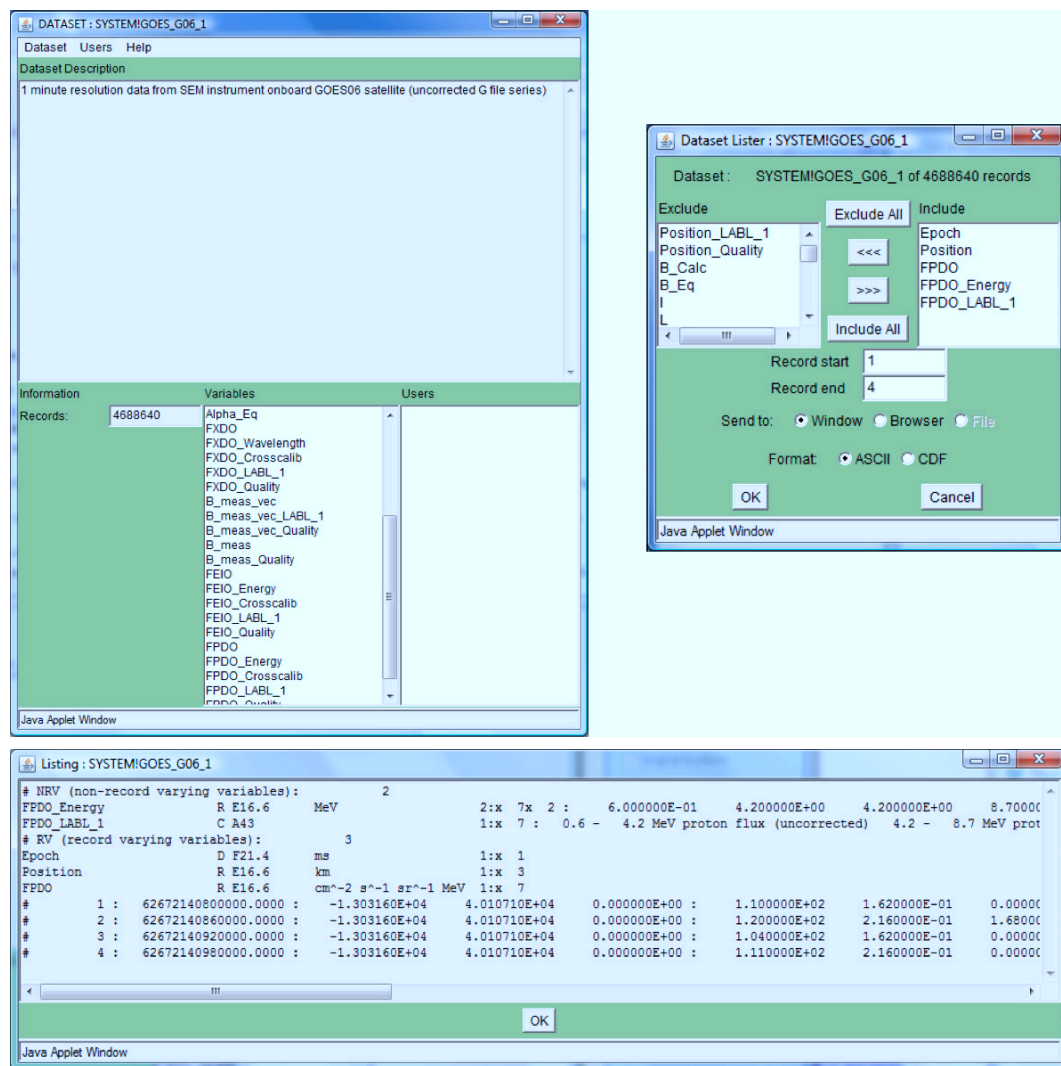 DATASET : SYSTEM!GOES_G06_1
Dataset Users Help
Dataset Description
1 minute resolution data from SEM instrument onboard GOES06 satellite (uncorrected G file series)
Information Variables Users
Records: 4688640
Alpha_Eq
FXDO
FXDO_Wavelength
FXDO_Crosscalib
FXDO_LABL_1
FXDO_Quality
B_meas_vec
B_meas_vec_LABL_1
B_meas_vec_Quality
B_meas
B_meas_Quality
FEIO
FEIO_Energy
FEIO_Crosscalib
FEIO_LABL_1
FEIO_Quality
FPDO
FPDO_Energy
FPDO_Crosscalib
FPDO_LABL_1
FPDO_Quality
Java Applet Window
Dataset Lister : SYSTEM!GOES_G06_1
Dataset : SYSTEM!GOES_G06_1 of 4688640 records
Exclude
Position_LABL_1
Position_Quality
B_Calc
B_Eq
I
L
Exclude All
<<<
>>>
Include All
Include
Epoch
Position
FPDO
FPDO_Energy
FPDO_LABL_1
Record start 1
Record end 4
Send to: Window Browser File
Format: ASCII CDF
OK Cancel
Java Applet Window
Listing : SYSTEM!GOES_G06_1
# NRV (non-record varying variables): 2
FPDO_Energy R E16.6 MeV 2:x 7x 2 : 6.000000E-01 4.200000E+00 4.200000E+00 8.70000
FPDO_LABL_1 C A43 1:x 7 : 0.6 - 4.2 MeV proton flux (uncorrected) 4.2 - 8.7 MeV prot
# RV (record varying variables): 3
Epoch D F21.4 ms 1:x 1
Position R E16.6 km 1:x 3
FPDO R E16.6 cm^-2 s^-1 sr^-1 MeV 1:x 7
# 1 : 62672140800000.0000 : -1.303160E+04 4.010710E+04 0.000000E+00 : 1.100000E+02 1.620000E-01 0.00000
# 2 : 62672140860000.0000 : -1.303160E+04 4.010710E+04 0.000000E+00 : 1.200000E+02 2.160000E-01 1.68000
# 3 : 62672140920000.0000 : -1.303160E+04 4.010710E+04 0.000000E+00 : 1.040000E+02 1.620000E-01 0.00000
# 4 : 62672140980000.0000 : -1.303160E+04 4.010710E+04 0.000000E+00 : 1.110000E+02 2.160000E-01 0.00000
OK
Java Applet Window